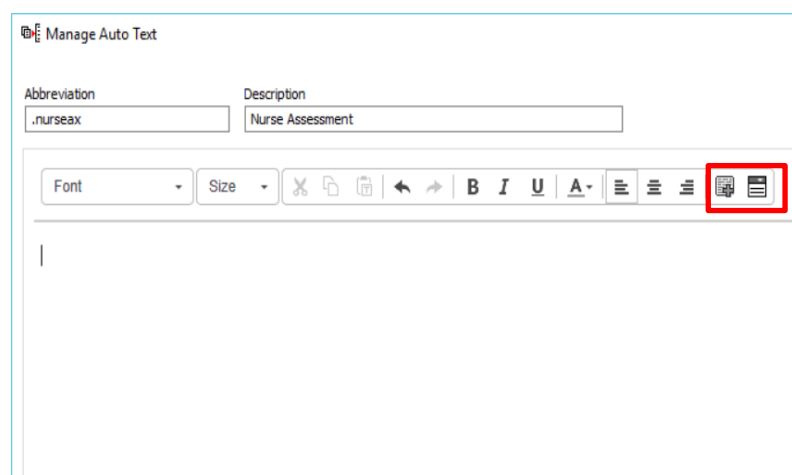 Manage Auto Text
Abbreviation Description
.nurseax Nurse Assessment
Font Size B I U A